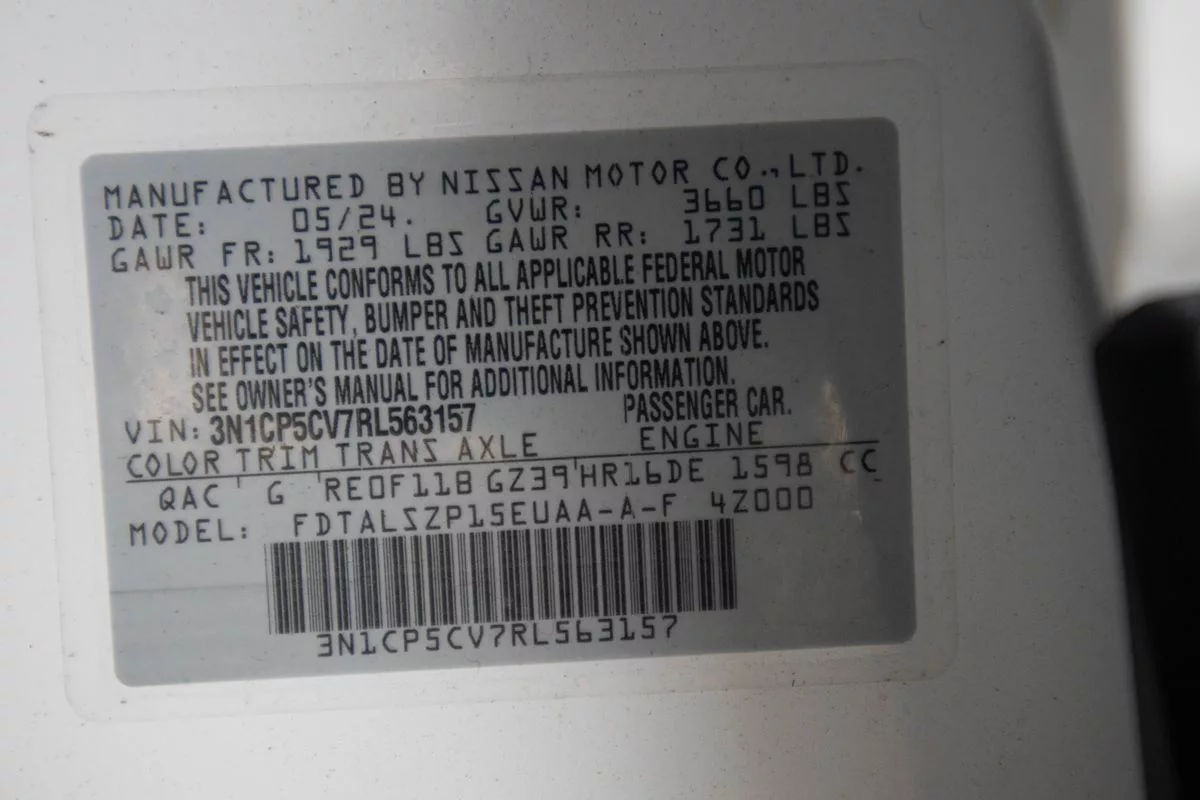 MANUFACTURED BY NISSAN MOTOR CO., LTD.
DATE: 05/24. GVWR: 3660 LBS
GAWR FR: 1929 LBS GAWR RR: 1731 LBS
THIS VEHICLE CONFORMS TO ALL APPLICABLE FEDERAL MOTOR
VEHICLE SAFETY, BUMPER AND THEFT PREVENTION STANDARDS
IN EFFECT ON THE DATE OF MANUFACTURE SHOWN ABOVE.
SEE OWNER'S MANUAL FOR ADDITIONAL INFORMATION.
VIN: 3N1CP5CV7RL563157 PASSENGER CAR.
COLOR TRIM TRANS AXLE ENGINE
QAC ' G ' RE0F11B GZ39 ' HR16DE 1598 CC
MODEL: FDTALSZP15EUAA-A-F 4Z000
3N1CP5CV7RL563157